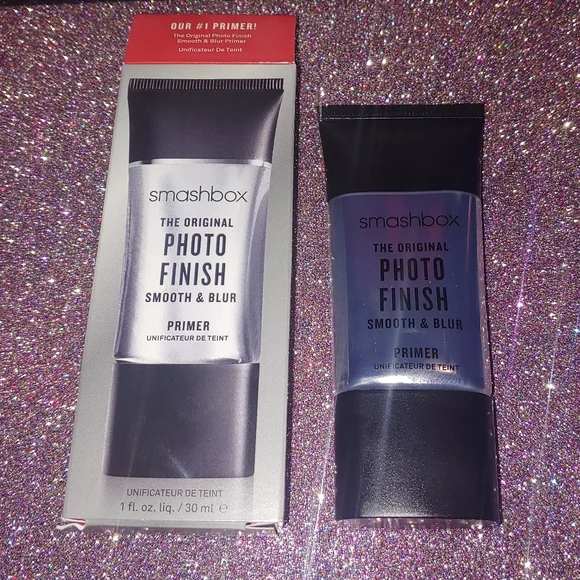 OUR #1 PRIMER!
The Original Photo Finish
Smooth & Blur Primer
Unificateur De Teint
smashbox
THE ORIGINAL
PHOTO
FINISH
SMOOTH & BLUR
PRIMER
UNIFICATEUR DE TEINT
UNIFICATEUR DE TEINT
1 fl. oz. liq. / 30 ml ℮
smashbox
THE ORIGINAL
PHOTO
FINISH
SMOOTH & BLUR
PRIMER
UNIFICATEUR DE TEINT